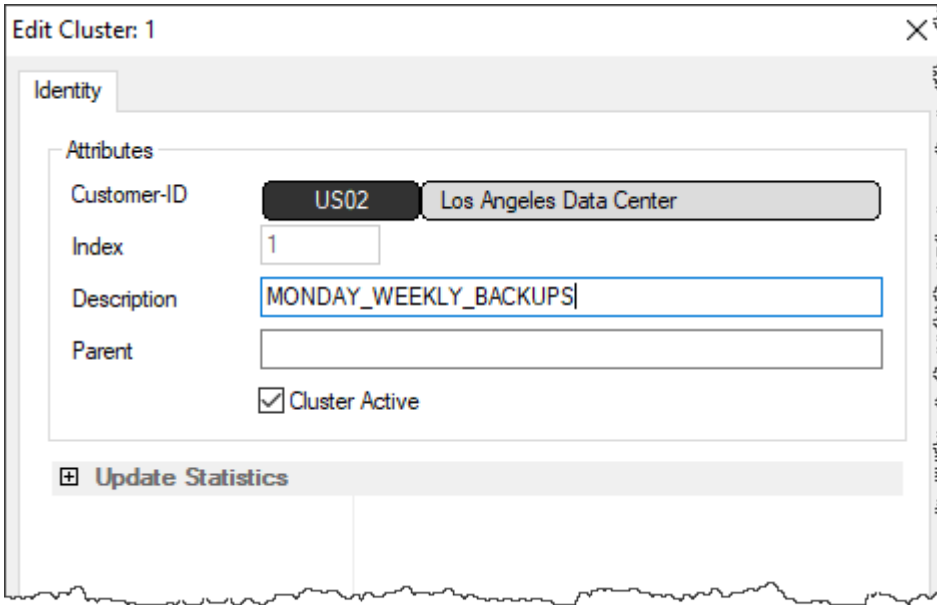 Edit Cluster: 1
Identity
Attributes
Customer-ID US02 Los Angeles Data Center
Index 1
Description MONDAY_WEEKLY_BACKUPS
Parent
Cluster Active
Update Statistics